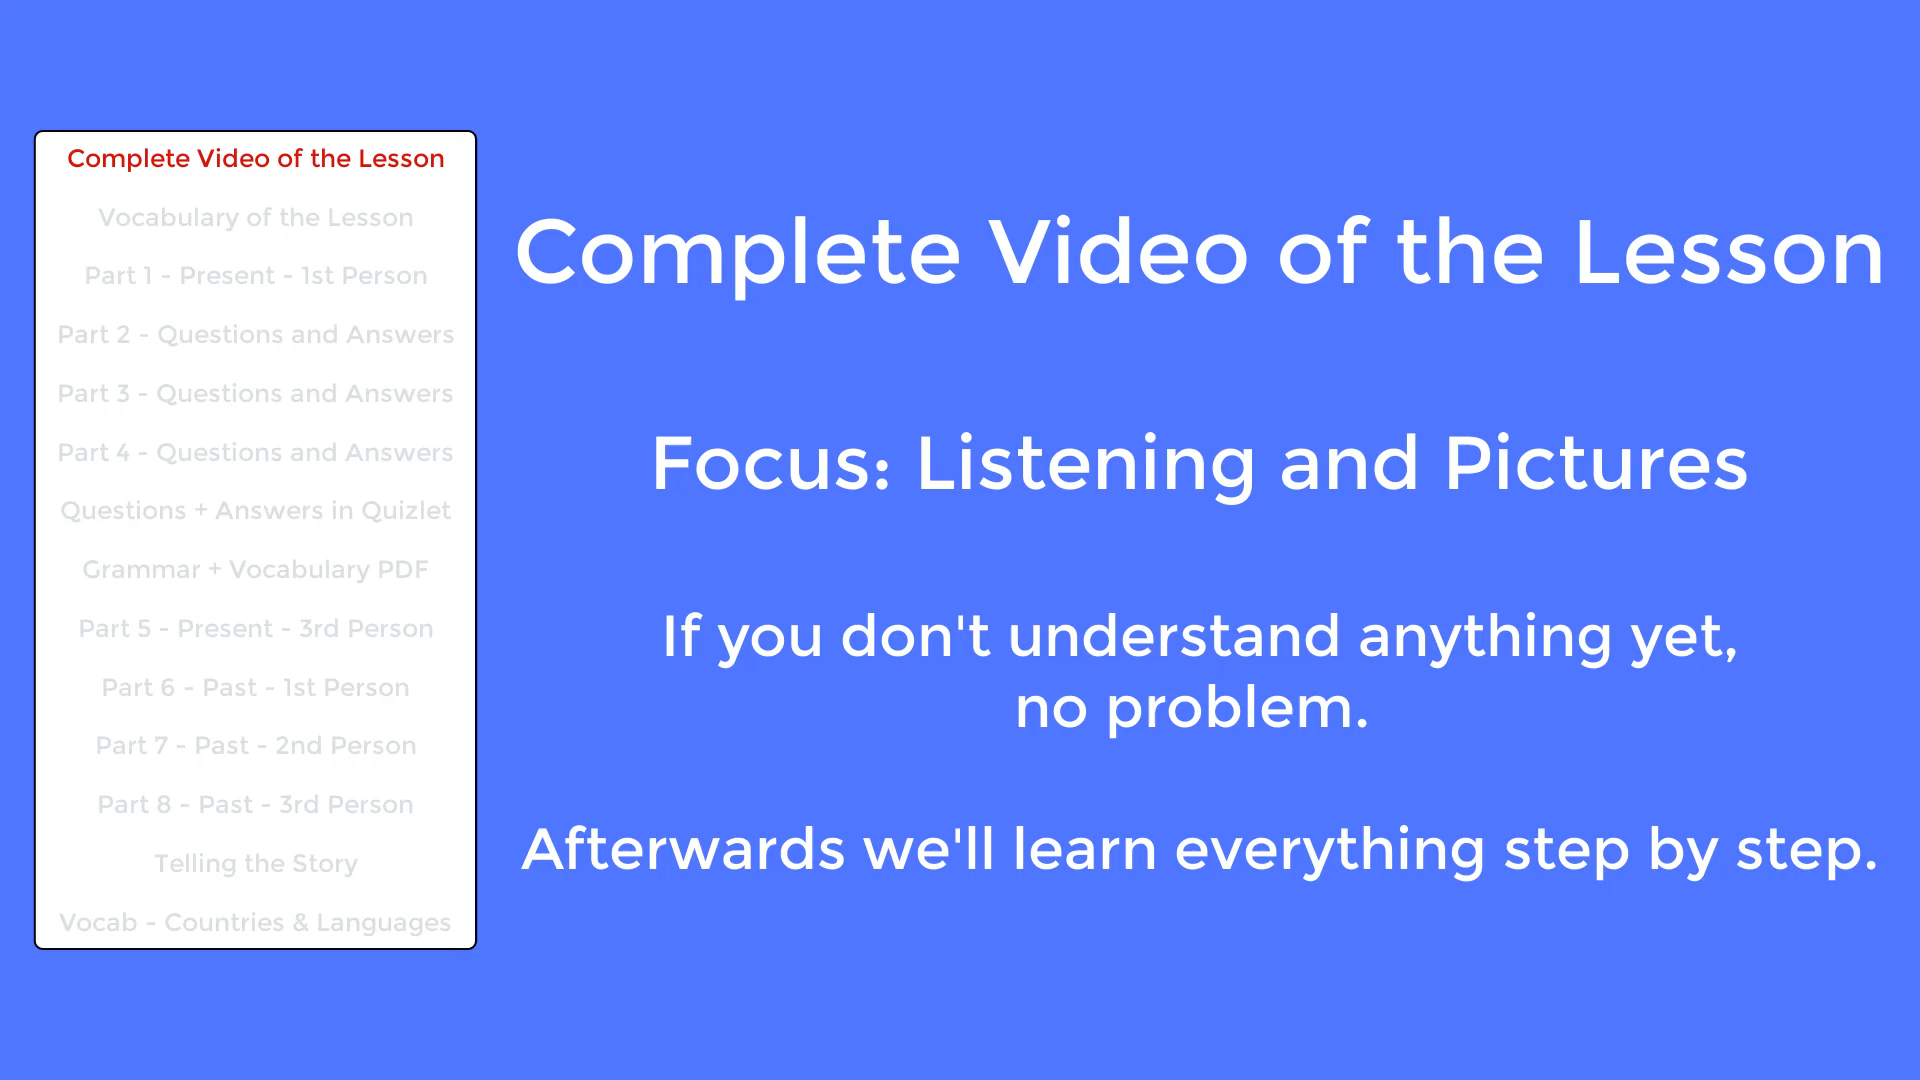 Complete Video of the Lesson
Vocabulary of the Lesson
Part 1 - Present - 1st Person
Part 2 - Questions and Answers
Part 3 - Questions and Answers
Part 4 - Questions and Answers
Questions + Answers in Quizlet
Grammar + Vocabulary PDF
Part 5 - Present - 3rd Person
Part 6 - Past - 1st Person
Part 7 - Past - 2nd Person
Part 8 - Past - 3rd Person
Telling the Story
Vocab - Countries & Languages
Complete Video of the Lesson
Focus: Listening and Pictures
If you don't understand anything yet,
no problem.
Afterwards we'll learn everything step by step.